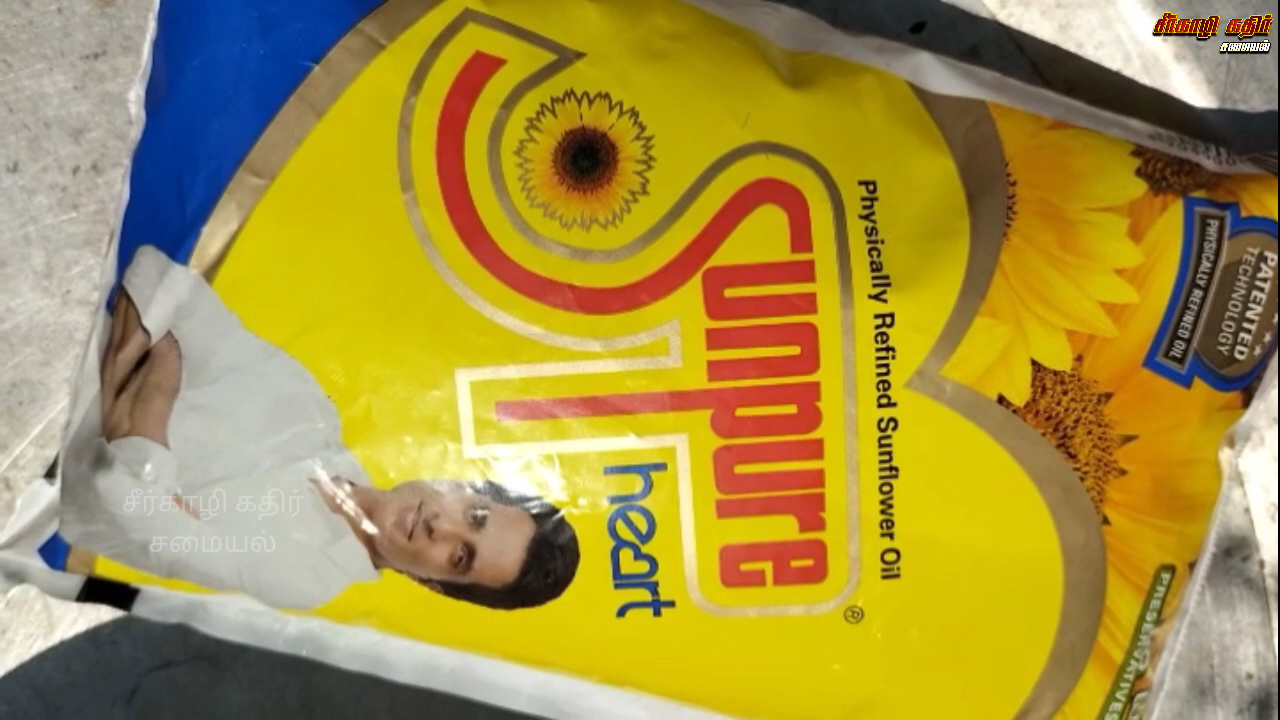 சீர்காழி கதிர்
சமையல்
PATENTED
TECHNOLOGY
PHYSICALLY REFINED OIL
Physically Refined Sunflower Oil
Sunpure®
heart
சீர்காழி கதிர்
சமையல்